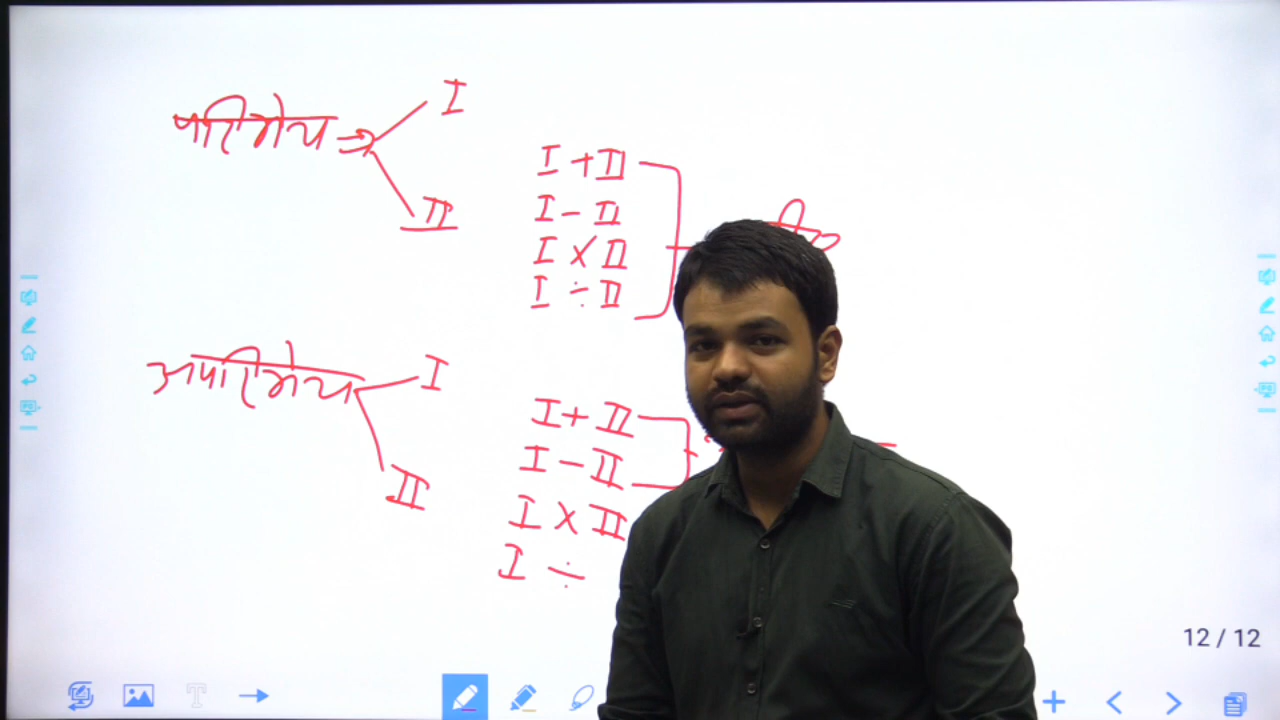 परिमेय → I
II
I + II
I - II
I × II
I ÷ II
अपरिमेय I
II
I + II
I - II
I × II
I ÷
12 / 12